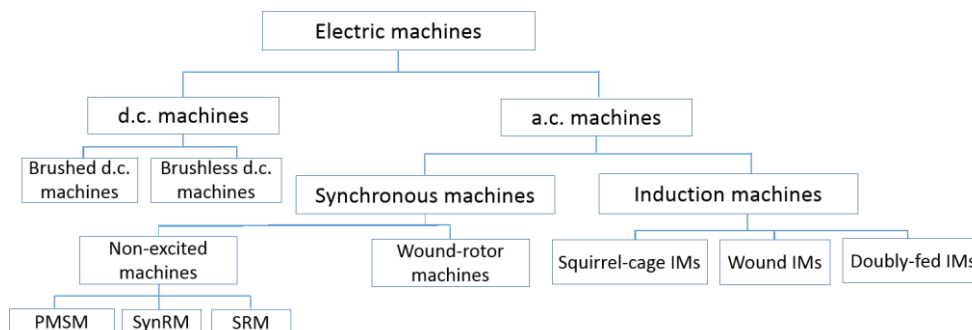 Electric machines
d.c. machines
a.c. machines
Brushed d.c.
machines
Brushless d.c.
machines
Synchronous machines
Induction machines
Non-excited
machines
Wound-rotor
machines
Squirrel-cage IMs
Wound IMs
Doubly-fed IMs
PMSM
SynRM
SRM